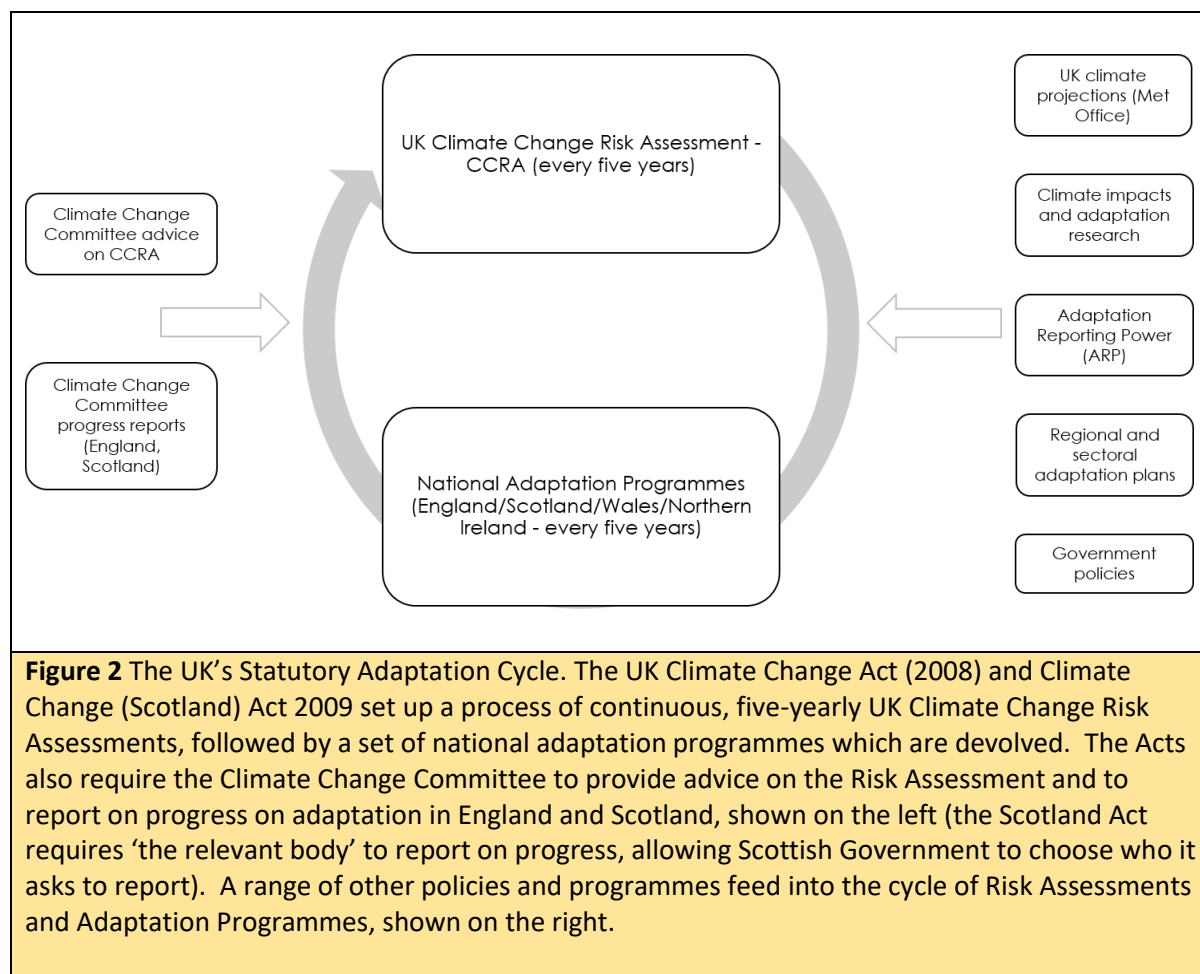 UK Climate Change Risk Assessment -
CCRA (every five years)
Climate Change
Committee advice
on CCRA
Climate Change
Committee
progress reports
(England,
Scotland)
National Adaptation Programmes
(England/Scotland/Wales/Northern
Ireland - every five years)
UK climate
projections (Met
Office)
Climate impacts
and adaptation
research
Adaptation
Reporting Power
(ARP)
Regional and
sectoral
adaptation plans
Government
policies
Figure 2 The UK’s Statutory Adaptation Cycle. The UK Climate Change Act (2008) and Climate
Change (Scotland) Act 2009 set up a process of continuous, five-yearly UK Climate Change Risk
Assessments, followed by a set of national adaptation programmes which are devolved.  The Acts
also require the Climate Change Committee to provide advice on the Risk Assessment and to
report on progress on adaptation in England and Scotland, shown on the left (the Scotland Act
requires ‘the relevant body’ to report on progress, allowing Scottish Government to choose who it
asks to report).  A range of other policies and programmes feed into the cycle of Risk Assessments
and Adaptation Programmes, shown on the right.